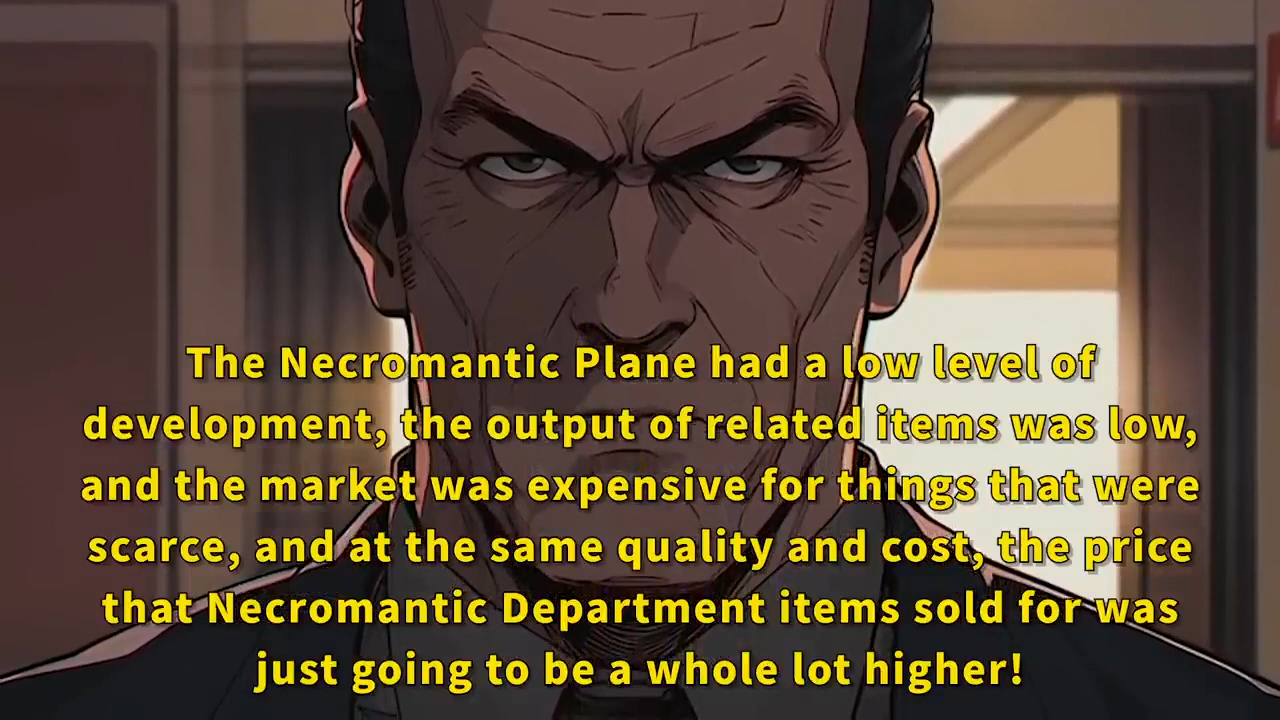 The Necromantic Plane had a low level of
development, the output of related items was low,
and the market was expensive for things that were
scarce, and at the same quality and cost, the price
that Necromantic Department items sold for was
just going to be a whole lot higher!